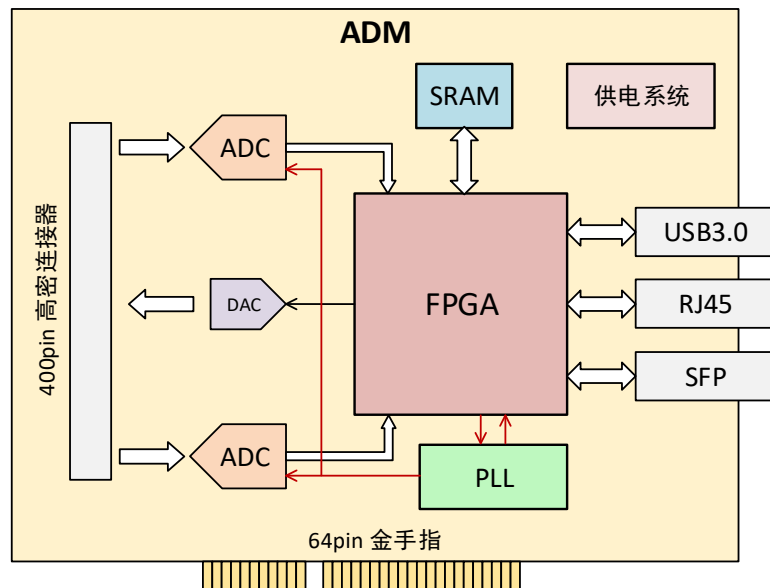 ADM
SRAM
供电系统
ADC
400pin 高密连接器
USB3.0
DAC
FPGA
RJ45
SFP
ADC
PLL
64pin 金手指